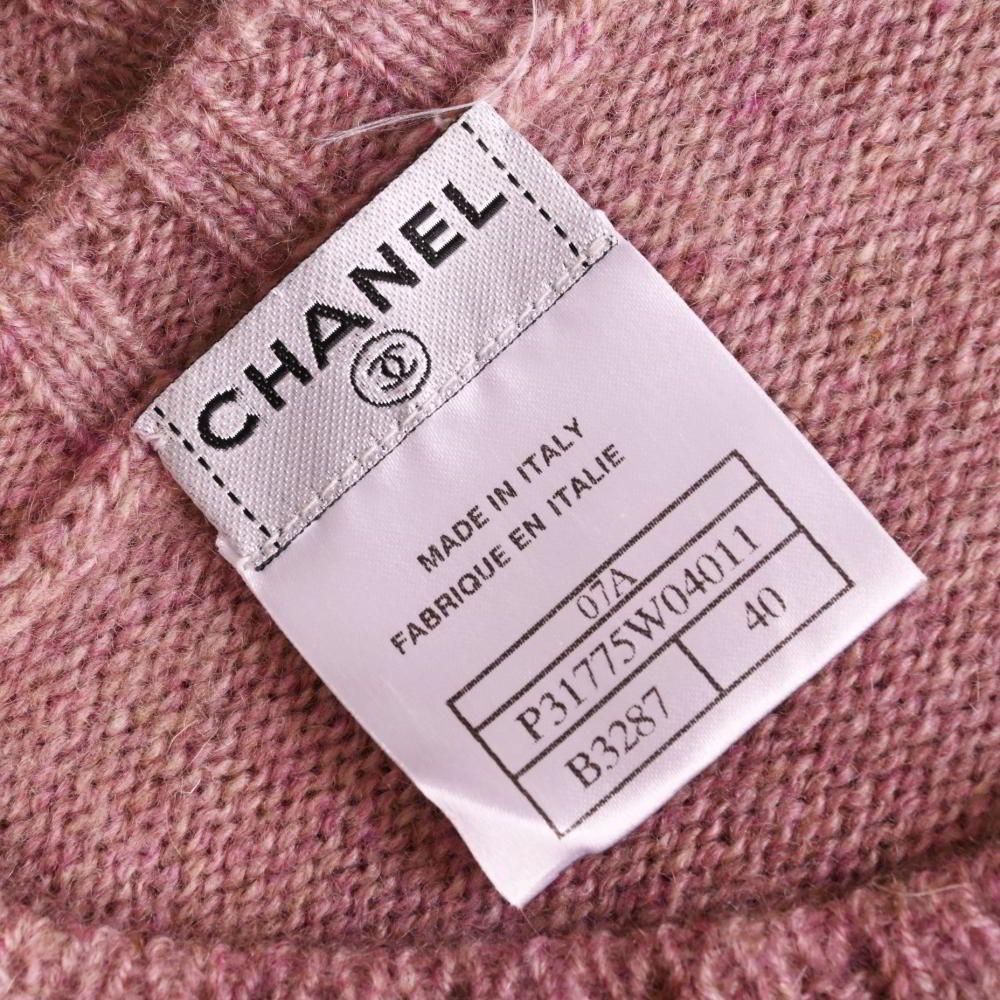 CHANEL
MADE IN ITALY
FABRIQUE EN ITALIE
07A
P31775W04011
B3287 40